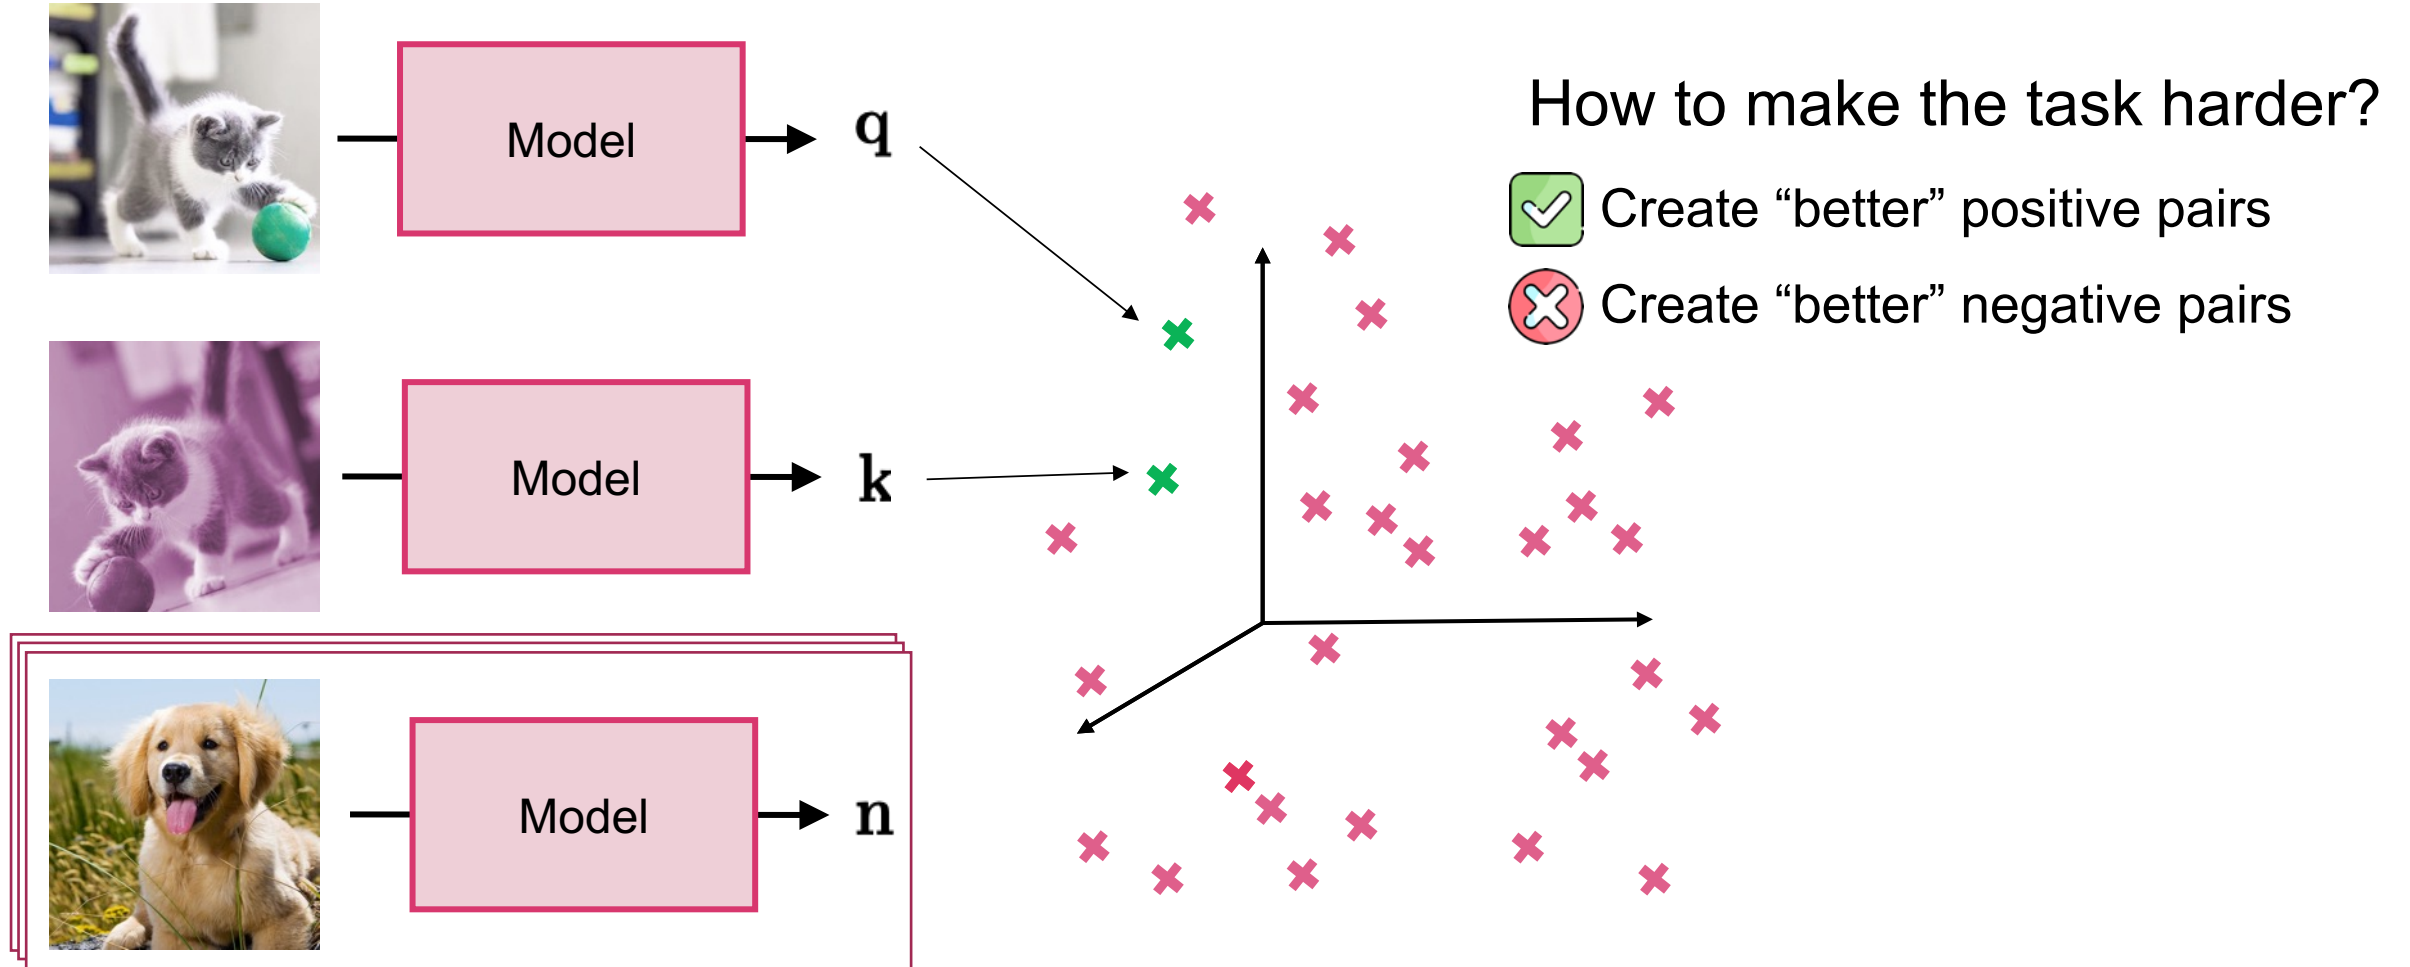 Model
q
Model
k
Model
n
How to make the task harder?
Create “better” positive pairs
Create “better” negative pairs